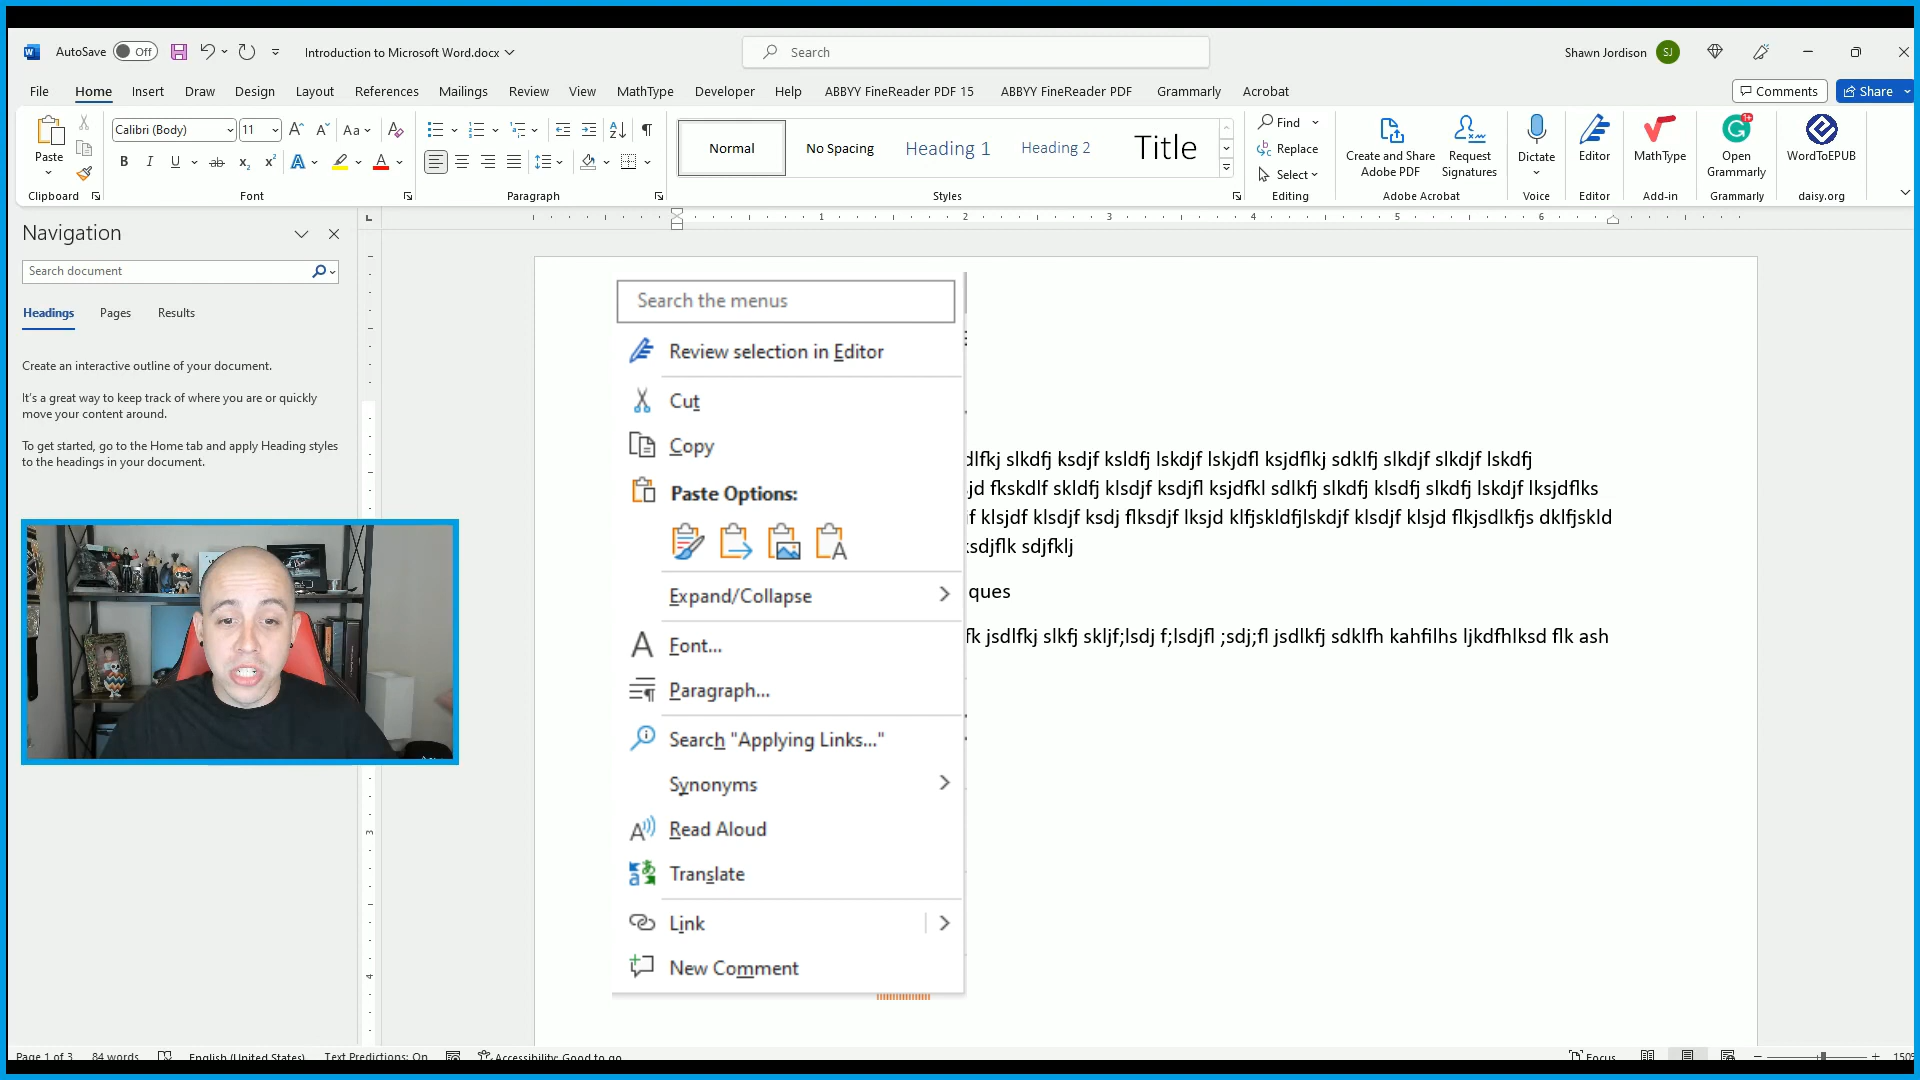 AutoSave Off
Introduction to Microsoft Word.docx
Search
Shawn Jordison SJ
File Home Insert Draw Design Layout References Mailings Review View MathType Developer Help ABBYY FineReader PDF 15 ABBYY FineReader PDF Grammarly Acrobat
Comments Share
Paste
Clipboard
Calibri (Body) 11
Font
Paragraph
Normal No Spacing Heading 1 Heading 2 Title
Styles
Find
Replace
Select
Editing
Create and Share Adobe PDF
Request Signatures
Adobe Acrobat
Dictate
Voice
Editor
Editor
MathType
Add-in
Open Grammarly
Grammarly
WordToEPUB
daisy.org
1 2 3 4 5 6
Navigation
Search document
Headings Pages Results
Create an interactive outline of your document.
It's a great way to keep track of where you are or quickly
move your content around.
To get started, go to the Home tab and apply Heading styles
to the headings in your document.
Search the menus
Review selection in Editor
Cut
Copy
Paste Options:
Expand/Collapse
Font...
Paragraph...
Search "Applying Links..."
Synonyms
Read Aloud
Translate
Link
New Comment
dlfkj slkdfj ksdjf ksldfj lskdjf lskjdfl ksjdflkj sdklfj slkdjf slkdjf lskdfj
jd fkskdlf skldfj klsdjf ksdjfl ksjdfkl sdlkfj slkdfj klsdfj slkdfj lskdjf lksjdflks
f klsjdf klsdjf ksdj flksdjf lksjd klfjskldfjlskdjf klsdjf klsjd flkjsdlkfjs dklfjskld
ksdjflk sdjfklj
ques
fk jsdlfkj slkfj skljf;lsdj f;lsdjfl ;sdj;fl jsdlkfj sdklfh kahfilhs ljkdfhlksd flk ash
3
4
Page 1 of 3 84 words English (United States) Text Predictions: On Accessibility: Good to go
Focus 150%